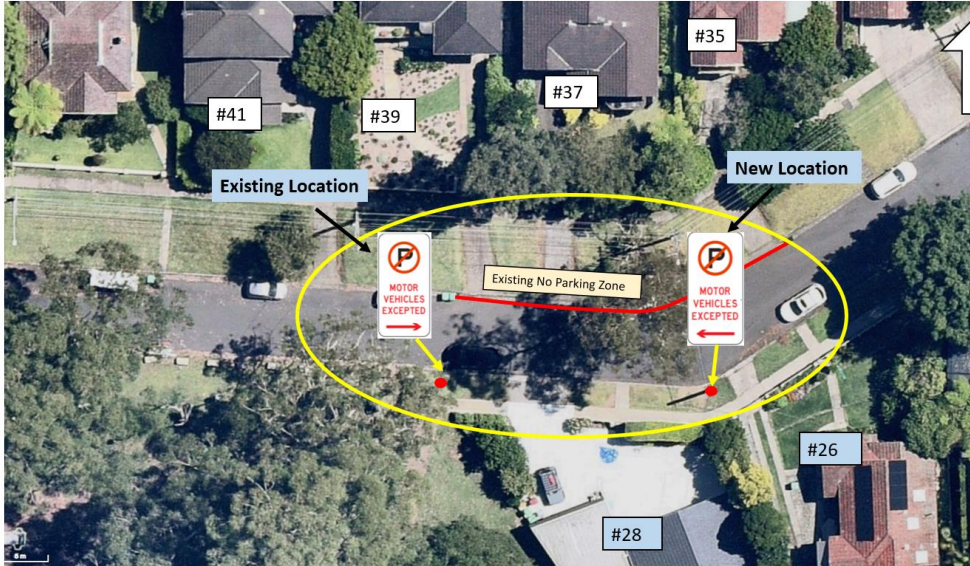 #35
#37
#41
#39
New Location
Existing Location
P
MOTOR
VEHICLES
EXCEPTED
Existing No Parking Zone
P
MOTOR
VEHICLES
EXCEPTED
#26
#28
6 m